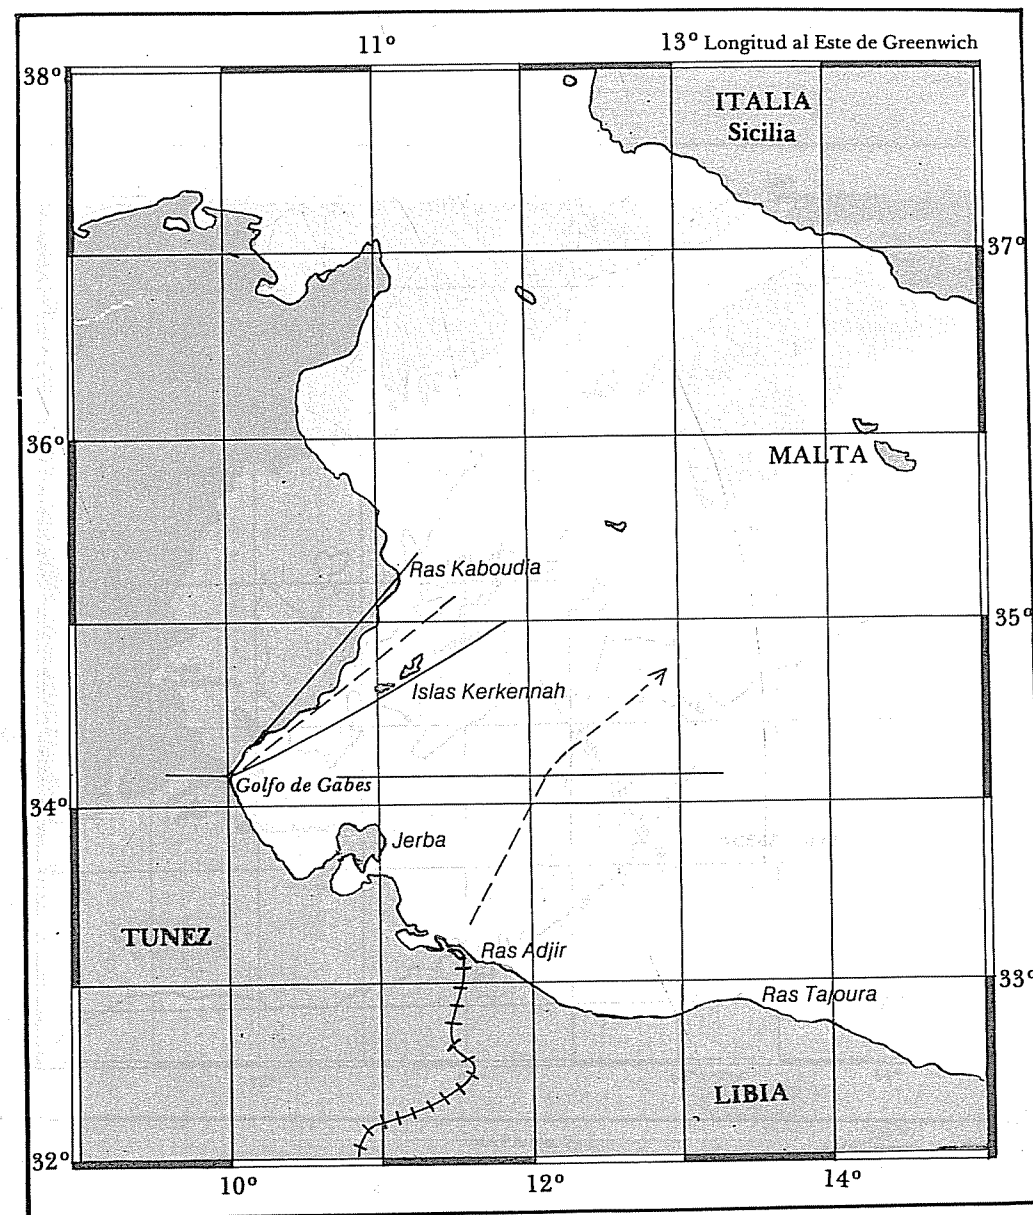 11°
13° Longitud al Este de Greenwich
38°
ITALIA
Sicilia
37°
36°
MALTA
Ras Kaboudia
35°
Islas Kerkennah
Golfo de Gabes
34°
Jerba
TUNEZ
Ras Adjir
33°
Ras Tajoura
LIBIA
32°
10°
12°
14°